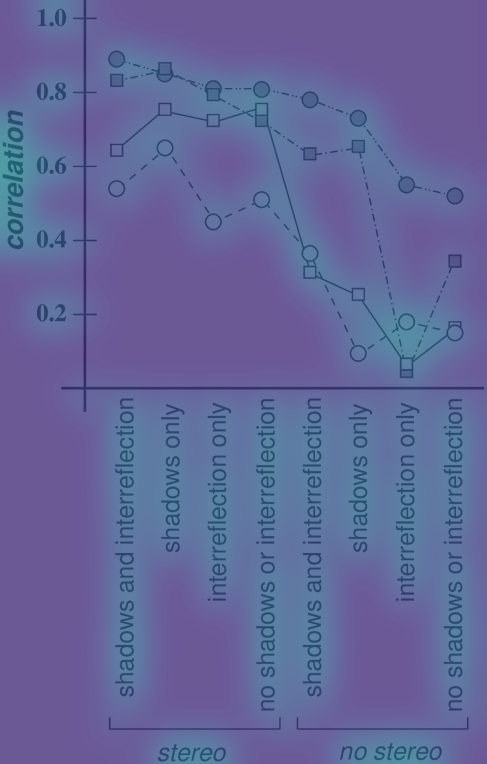 1.0
0.8
0.6
0.4
0.2
correlation
shadows and interreflection
shadows only
interreflection only
no shadows or interreflection
shadows and interreflection
shadows only
interreflection only
no shadows or interreflection
stereo
no stereo